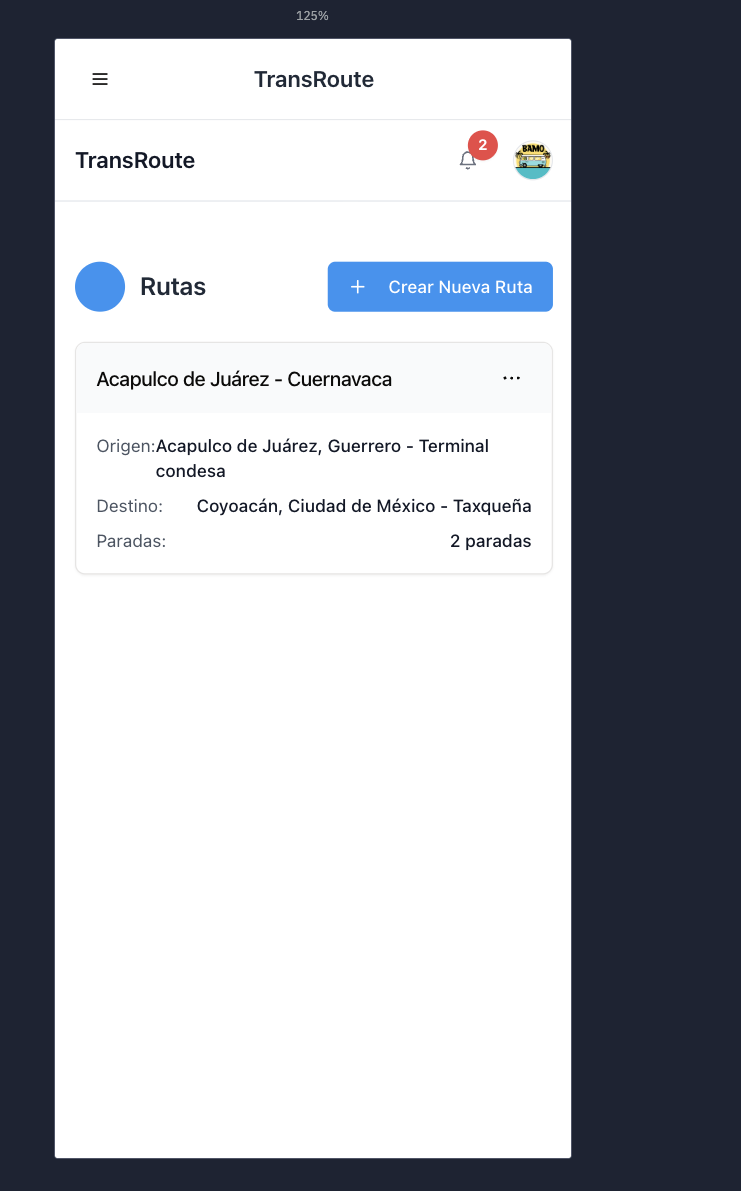 125%
TransRoute
TransRoute
2
BAMO
Rutas
+ Crear Nueva Ruta
Acapulco de Juárez - Cuernavaca
...
Origen: Acapulco de Juárez, Guerrero - Terminal
condesa
Destino: Coyoacán, Ciudad de México - Taxqueña
Paradas: 2 paradas